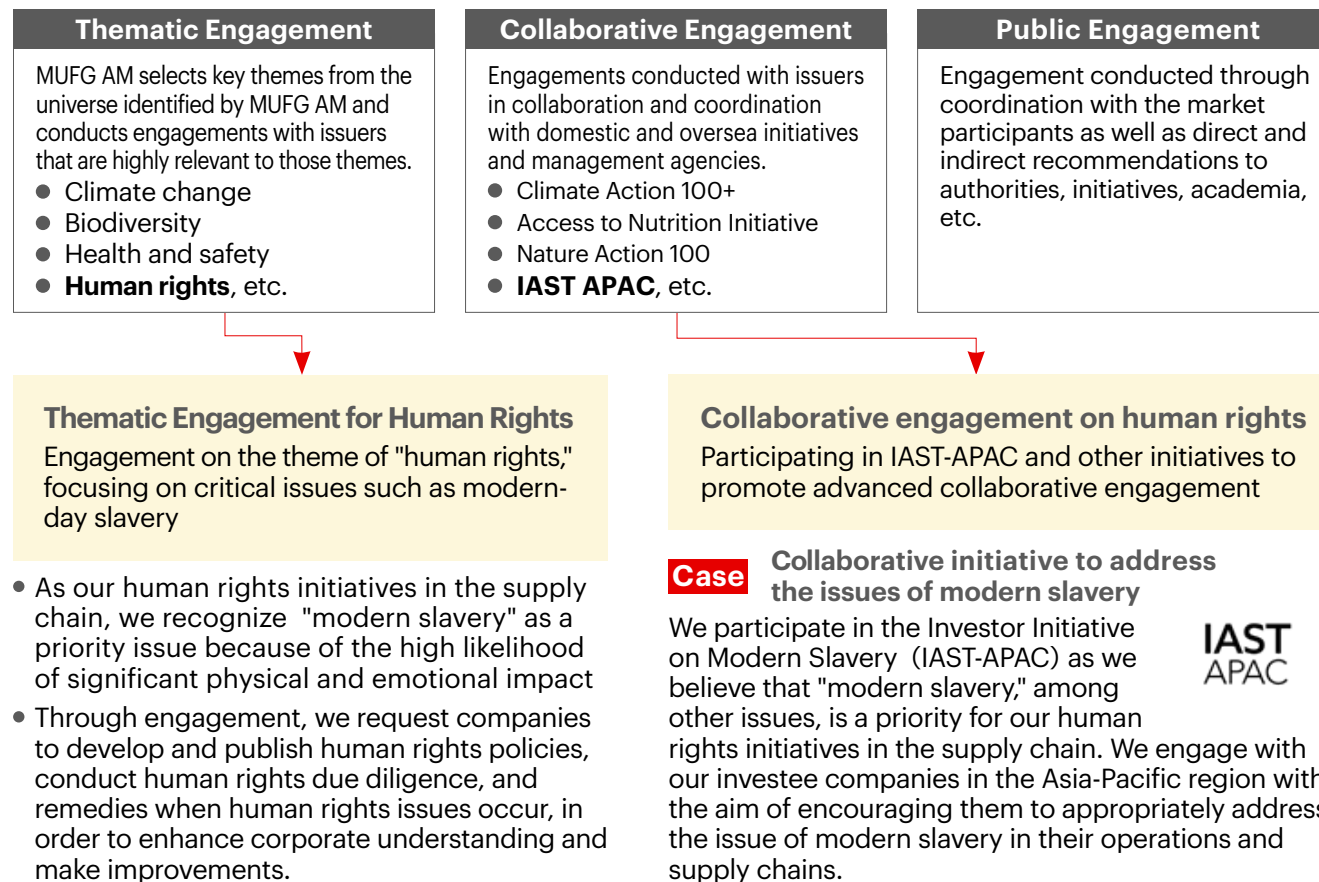 Thematic Engagement
MUFG AM selects key themes from the
universe identified by MUFG AM and
conducts engagements with issuers
that are highly relevant to those themes.
● Climate change
● Biodiversity
● Health and safety
● Human rights, etc.
Collaborative Engagement
Engagements conducted with issuers
in collaboration and coordination
with domestic and oversea initiatives
and management agencies.
● Climate Action 100+
● Access to Nutrition Initiative
● Nature Action 100
● IAST APAC, etc.
Public Engagement
Engagement conducted through
coordination with the market
participants as well as direct and
indirect recommendations to
authorities, initiatives, academia,
etc.
Thematic Engagement for Human Rights
Engagement on the theme of "human rights,"
focusing on critical issues such as modern-
day slavery
● As our human rights initiatives in the supply
chain, we recognize "modern slavery" as a
priority issue because of the high likelihood
of significant physical and emotional impact
● Through engagement, we request companies
to develop and publish human rights policies,
conduct human rights due diligence, and
remedies when human rights issues occur, in
order to enhance corporate understanding and
make improvements.
Collaborative engagement on human rights
Participating in IAST-APAC and other initiatives to
promote advanced collaborative engagement
Case
Collaborative initiative to address
the issues of modern slavery
We participate in the Investor Initiative
on Modern Slavery (IAST-APAC) as we
believe that "modern slavery," among
other issues, is a priority for our human
rights initiatives in the supply chain. We engage with
our investee companies in the Asia-Pacific region with
the aim of encouraging them to appropriately address
the issue of modern slavery in their operations and
supply chains.
IAST
APAC